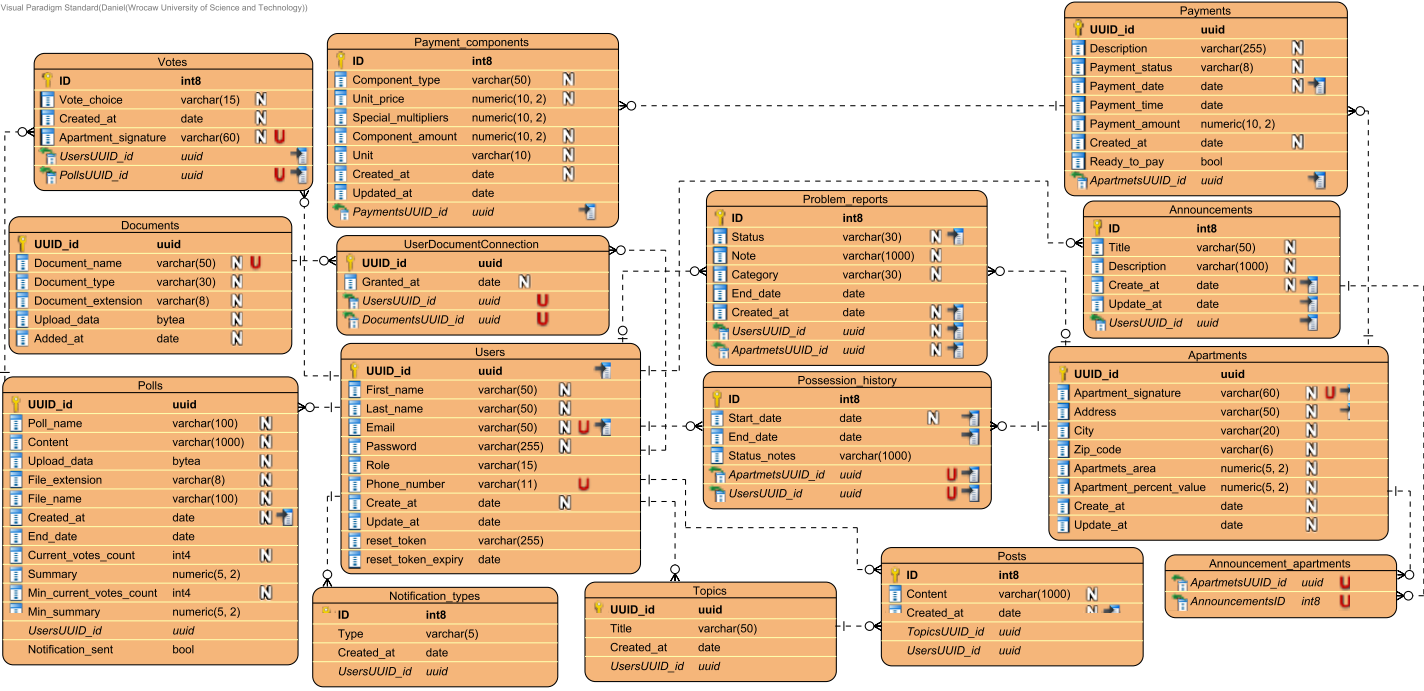 Visual Paradigm Standard(Daniel(Wrocaw University of Science and Technology))
Votes
ID int8
Vote_choice varchar(15) N
Created_at date N
Apartment_signature varchar(60) N U
UsersUUID_id uuid
PollsUUID_id uuid U
Payment_components
ID int8
Component_type varchar(50) N
Unit_price numeric(10, 2) N
Special_multipliers numeric(10, 2)
Component_amount numeric(10, 2) N
Unit varchar(10) N
Created_at date N
Updated_at date
PaymentsUUID_id uuid
Payments
UUID_id uuid
Description varchar(255) N
Payment_status varchar(8) N
Payment_date date N
Payment_time date
Payment_amount numeric(10, 2)
Created_at date N
Ready_to_pay bool
ApartmetsUUID_id uuid
Documents
UUID_id uuid
Document_name varchar(50) N U
Document_type varchar(30) N
Document_extension varchar(8) N
Upload_data bytea N
Added_at date N
UserDocumentConnection
UUID_id uuid
Granted_at date N
UsersUUID_id uuid U
DocumentsUUID_id uuid U
Problem_reports
ID int8
Status varchar(30) N
Note varchar(1000) N
Category varchar(30) N
End_date date
Created_at date N
UsersUUID_id uuid N
ApartmetsUUID_id uuid N
Announcements
ID int8
Title varchar(50) N
Description varchar(1000) N
Create_at date N
Update_at date
UsersUUID_id uuid
Users
UUID_id uuid
First_name varchar(50) N
Last_name varchar(50) N
Email varchar(50) N U
Password varchar(255) N
Role varchar(15)
Phone_number varchar(11) U
Create_at date N
Update_at date
reset_token varchar(255)
reset_token_expiry date
Polls
UUID_id uuid
Poll_name varchar(100) N
Content varchar(1000) N
Upload_data bytea N
File_extension varchar(8) N
File_name varchar(100) N
Created_at date N
End_date date
Current_votes_count int4 N
Summary numeric(5, 2)
Min_current_votes_count int4 N
Min_summary numeric(5, 2)
UsersUUID_id uuid
Notification_sent bool
Possession_history
ID int8
Start_date date N
End_date date
Status_notes varchar(1000)
ApartmetsUUID_id uuid U
UsersUUID_id uuid U
Apartments
UUID_id uuid
Apartment_signature varchar(60) N U
Address varchar(50) N
City varchar(20) N
Zip_code varchar(6) N
Apartmets_area numeric(5, 2) N
Apartment_percent_value numeric(5, 2) N
Create_at date N
Update_at date N
Notification_types
ID int8
Type varchar(5)
Created_at date
UsersUUID_id uuid
Topics
UUID_id uuid
Title varchar(50)
Created_at date
UsersUUID_id uuid
Posts
ID int8
Content varchar(1000) N
Created_at date N
TopicsUUID_id uuid
UsersUUID_id uuid
Announcement_apartments
ApartmetsUUID_id uuid U
AnnouncementsID int8 U